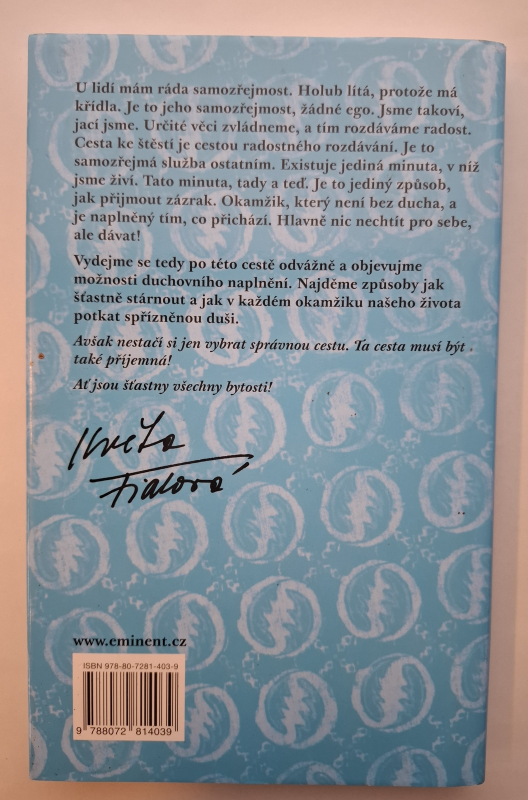 U lidí mám ráda samozřejmost. Holub lítá, protože má
křídla. Je to jeho samozřejmost, žádné ego. Jsme takoví,
jací jsme. Určité věci zvládneme, a tím rozdáváme radost.
Cesta ke štěstí je cestou radostného rozdávání. Je to
samozřejmá služba ostatním. Existuje jediná minuta, v níž
jsme živí. Tato minuta, tady a teď. Je to jediný způsob,
jak přijmout zázrak. Okamžik, který není bez ducha, a
je naplněný tím, co přichází. Hlavně nic nechtít pro sebe,
ale dávat!
Vydejme se tedy po této cestě odvážně a objevujme
možnosti duchovního naplnění. Najděme způsoby jak
šťastně stárnout a jak v každém okamžiku našeho života
potkat spřízněnou duši.
Avšak nestačí si jen vybrat správnou cestu. Ta cesta musí být
také příjemná!
Ať jsou šťastny všechny bytosti!
Květa
Fialová
www.eminent.cz
ISBN 978-80-7281-403-9
9 788072 814039